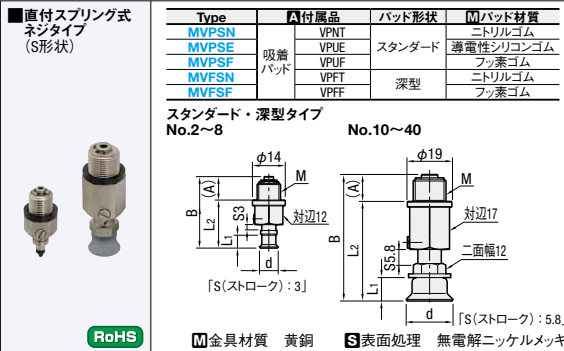 ■直付スプリング式
ネジタイプ
(S形状)
RoHS
Type A付属品 パッド形状 Mパッド材質
MVPSN 吸着パッド VPNT スタンダード ニトリルゴム
MVPSE VPUE 導電性シリコンゴム
MVPSF VPUF フッ素ゴム
MVFSN VPFT 深型 ニトリルゴム
MVFSF VPFF フッ素ゴム
スタンダード・深型タイプ
No.2〜8
No.10〜40
φ14
M
(A)
B
L2
S3
L1
対辺12
d
「S(ストローク):3」
φ19
M
(A)
B
L2
対辺17
S5.8
二面幅12
L1
d
「S(ストローク):5.8」
M金具材質 黄銅
S表面処理 無電解ニッケルメッキ